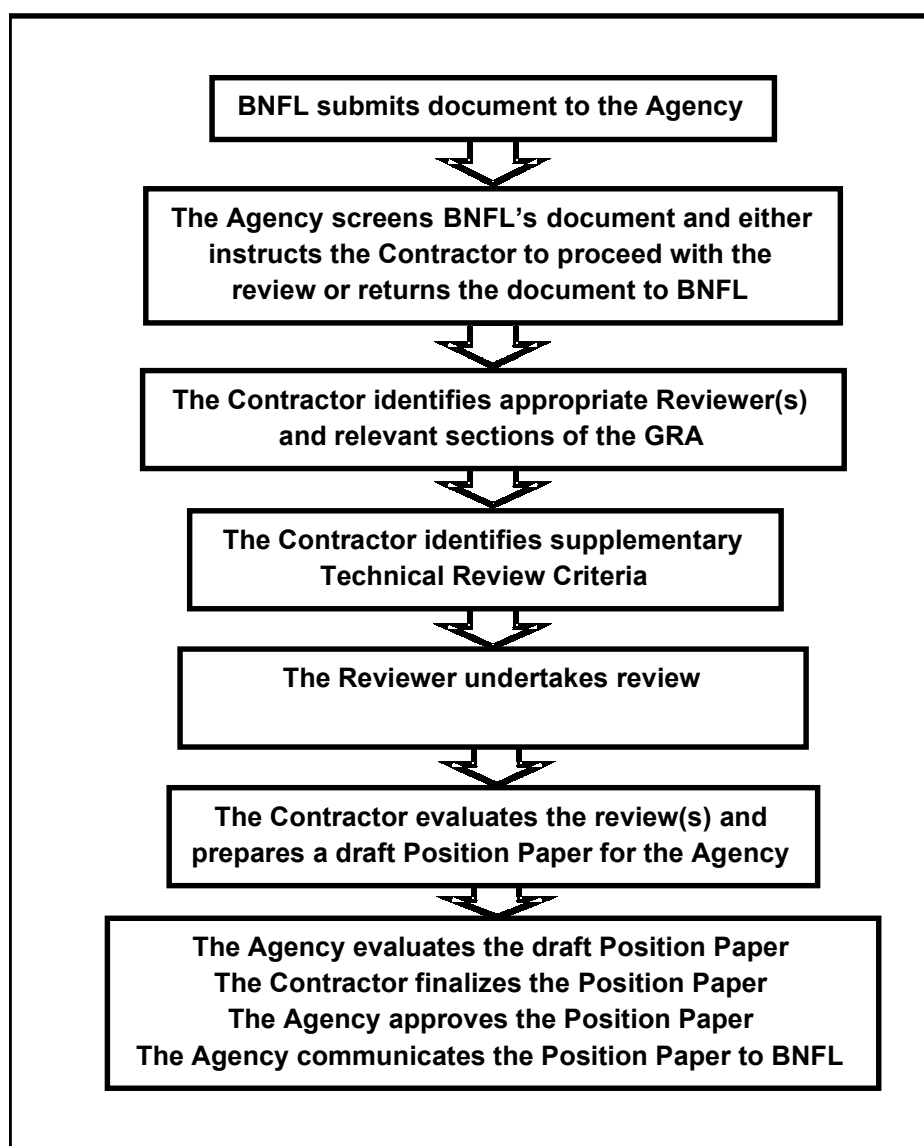 BNFL submits document to the Agency
The Agency screens BNFL’s document and either
instructs the Contractor to proceed with the
review or returns the document to BNFL
The Contractor identifies appropriate Reviewer(s)
and relevant sections of the GRA
The Contractor identifies supplementary
Technical Review Criteria
The Reviewer undertakes review
The Contractor evaluates the review(s) and
prepares a draft Position Paper for the Agency
The Agency evaluates the draft Position Paper
The Contractor finalizes the Position Paper
The Agency approves the Position Paper
The Agency communicates the Position Paper to BNFL